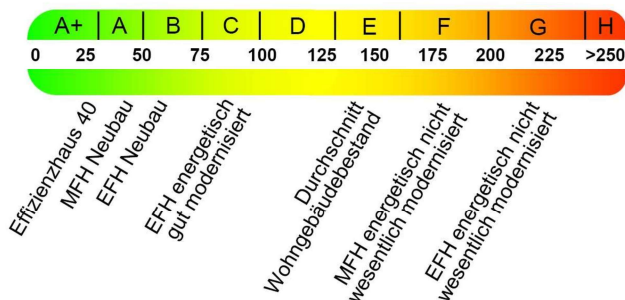 A+ A B C D E F G H
0 25 50 75 100 125 150 175 200 225 >250
Effizienzhaus 40
MFH Neubau
EFH Neubau
EFH energetisch
gut modernisiert
Durchschnitt
Wohngebäudebestand
MFH energetisch nicht
wesentlich modernisiert
EFH energetisch nicht
wesentlich modernisiert